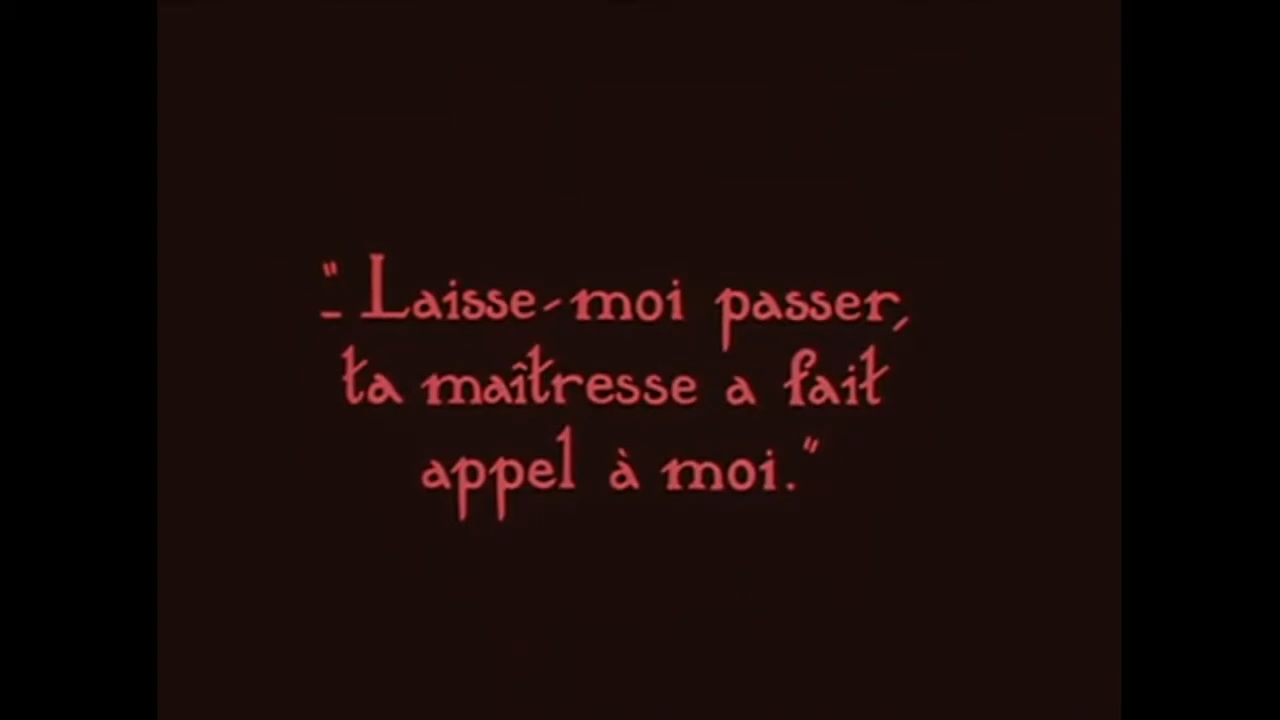 "- Laisse-moi passer,
ta maîtresse a fait
appel à moi."